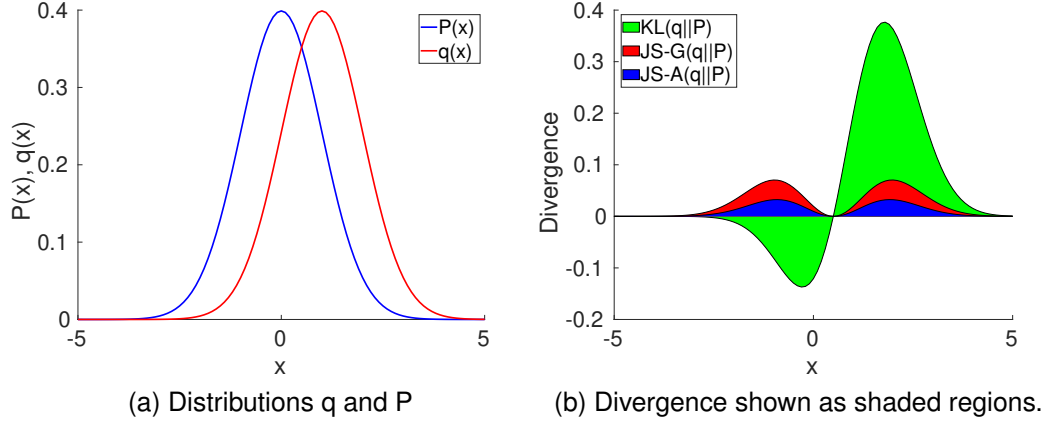 0.4
0.3
0.2
0.1
0
-5
0
5
x
P(x), q(x)
P(x)
q(x)
(a) Distributions q and P
0.4
0.3
0.2
0.1
0
-0.1
-0.2
-5
0
5
x
Divergence
KL(q||P)
JS-G(q||P)
JS-A(q||P)
(b) Divergence shown as shaded regions.